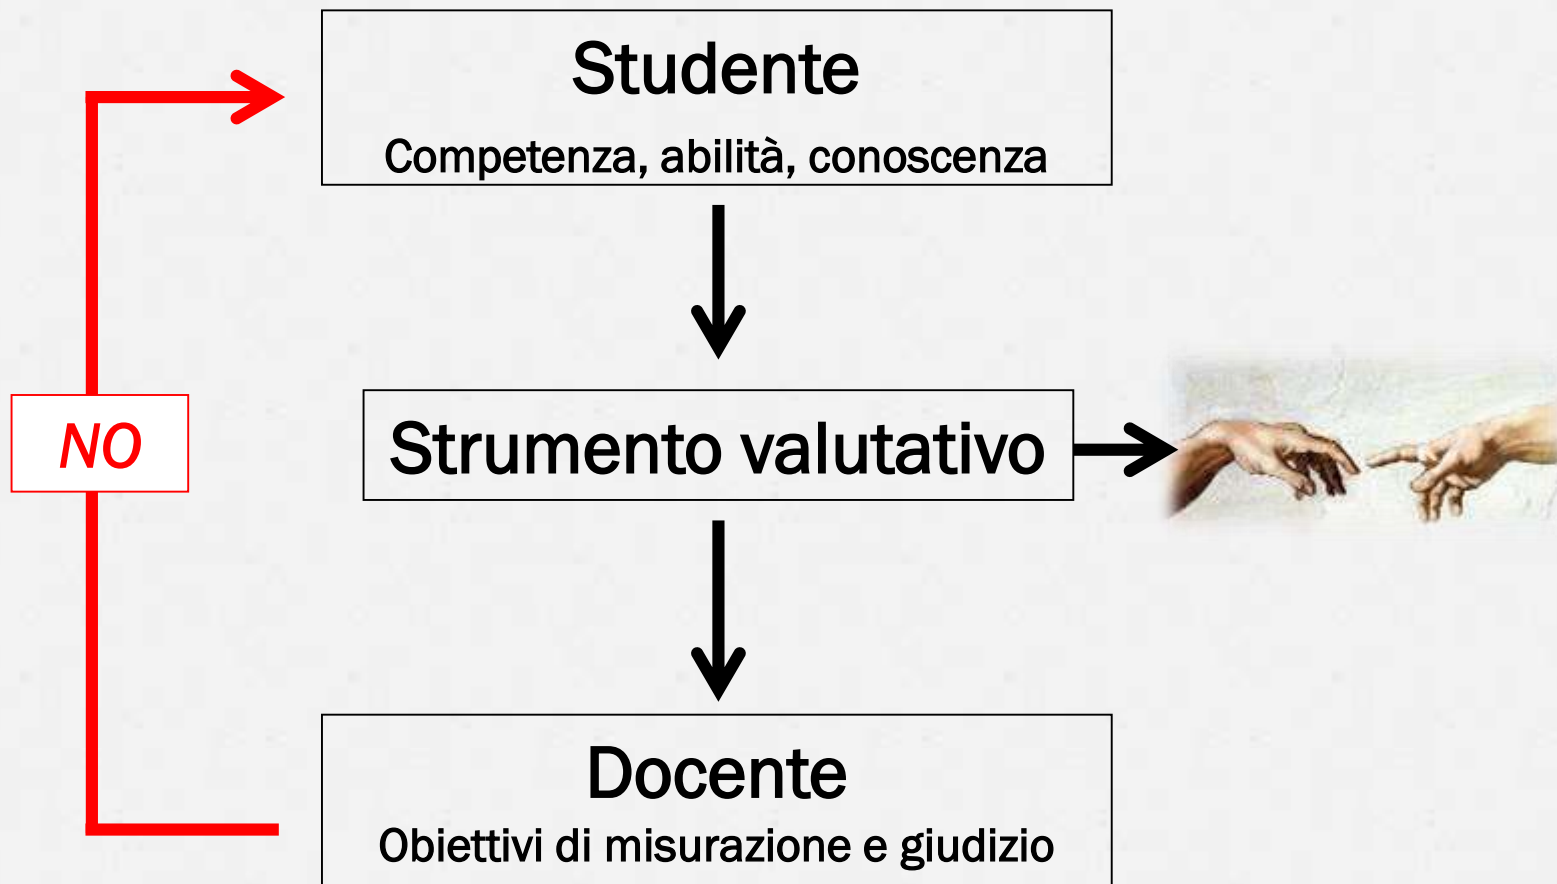 Studente
Competenza, abilità, conoscenza
NO
Strumento valutativo
Docente
Obiettivi di misurazione e giudizio